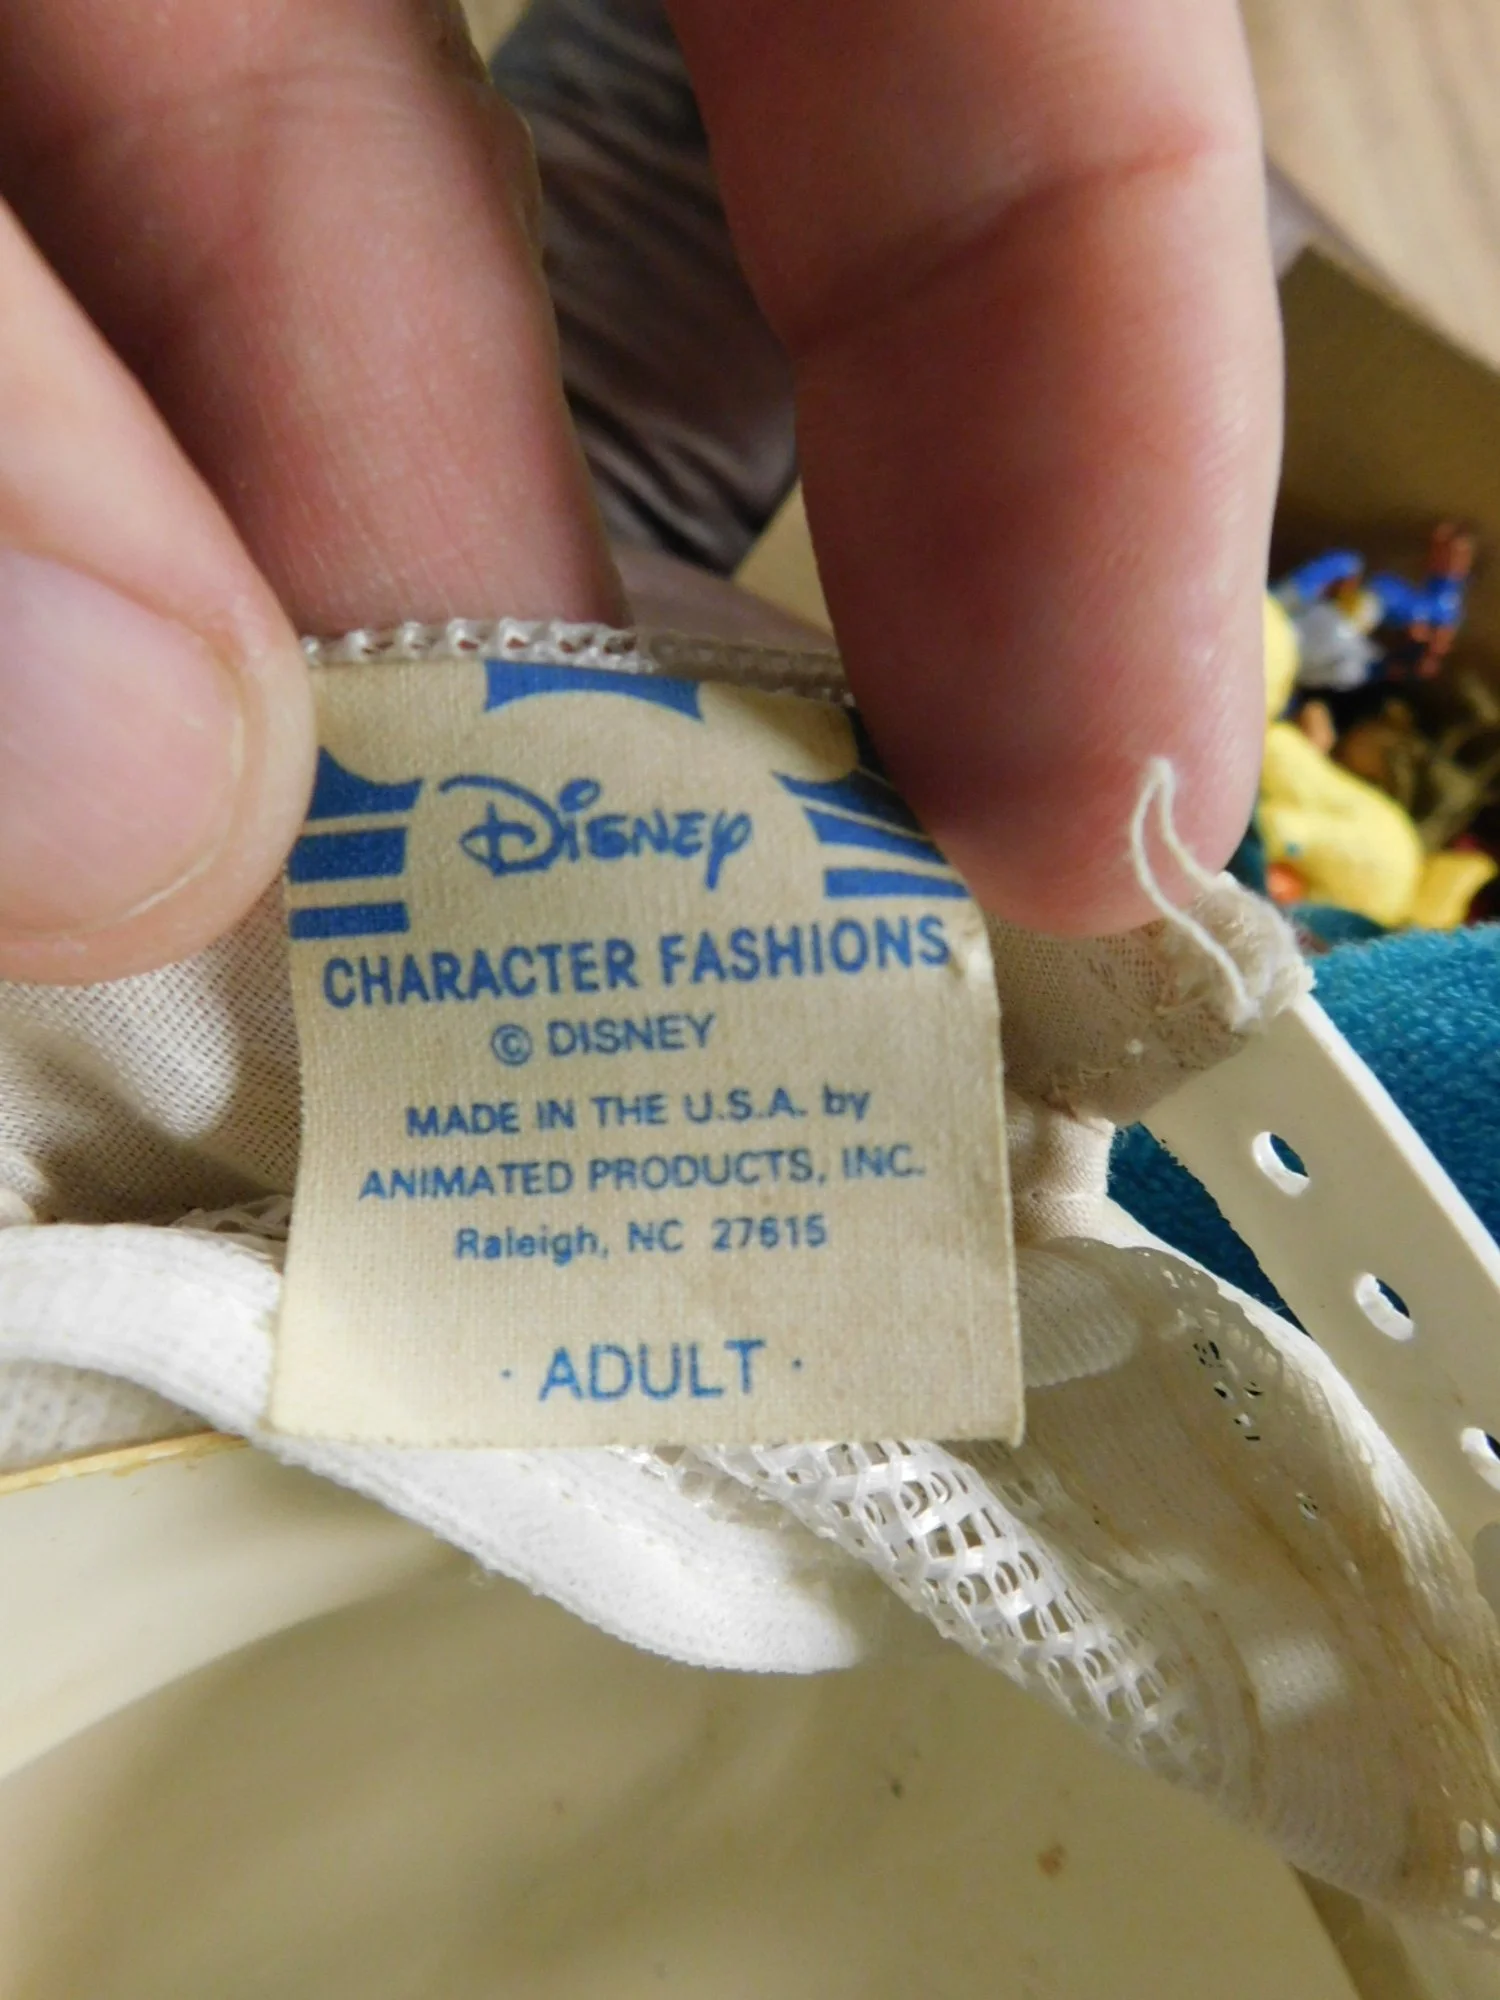 Disney
CHARACTER FASHIONS
© DISNEY
MADE IN THE U.S.A. by
ANIMATED PRODUCTS, INC.
Raleigh, NC 27615
· ADULT ·